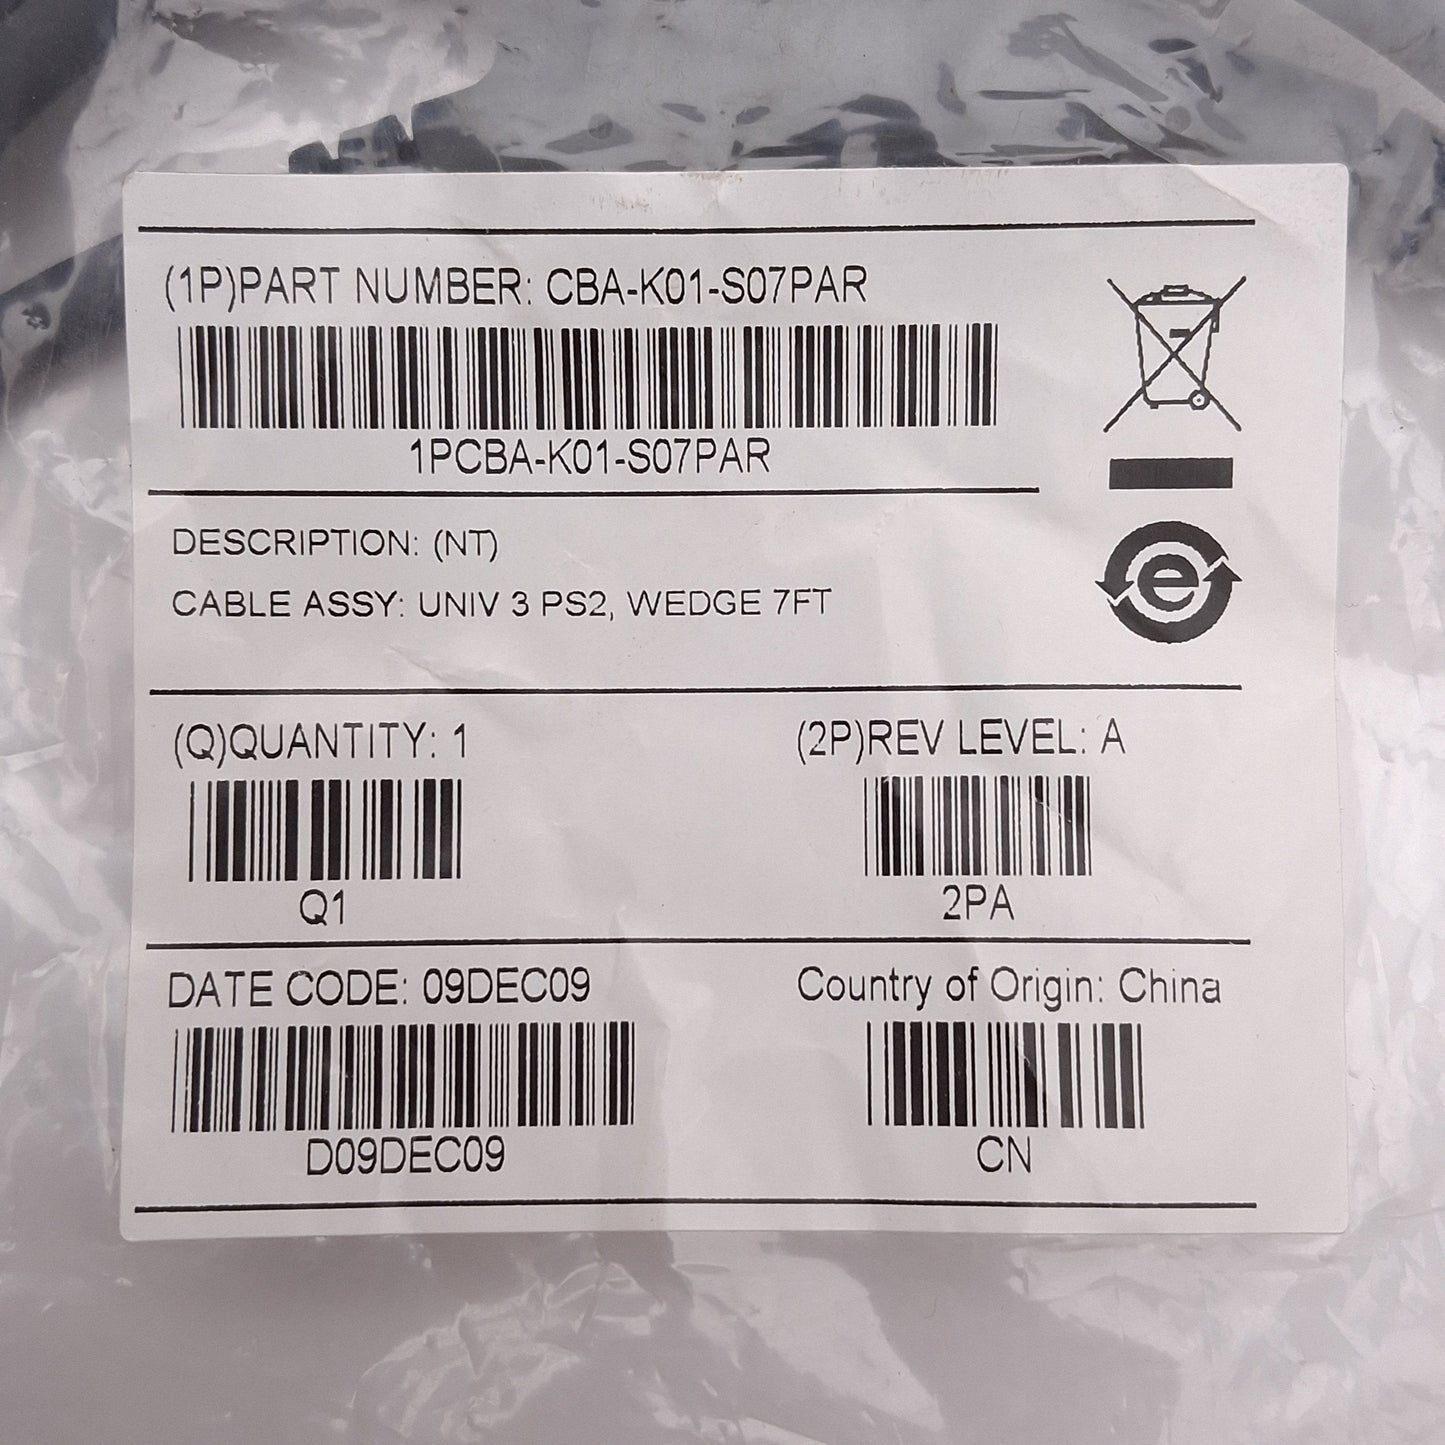 (1P)PART NUMBER: CBA-K01-S07PAR
1PCBA-K01-S07PAR
DESCRIPTION: (NT)
CABLE ASSY: UNIV 3 PS2, WEDGE 7FT
e
(Q)QUANTITY: 1
Q1
(2P)REV LEVEL: A
2PA
DATE CODE: 09DEC09
D09DEC09
Country of Origin: China
CN